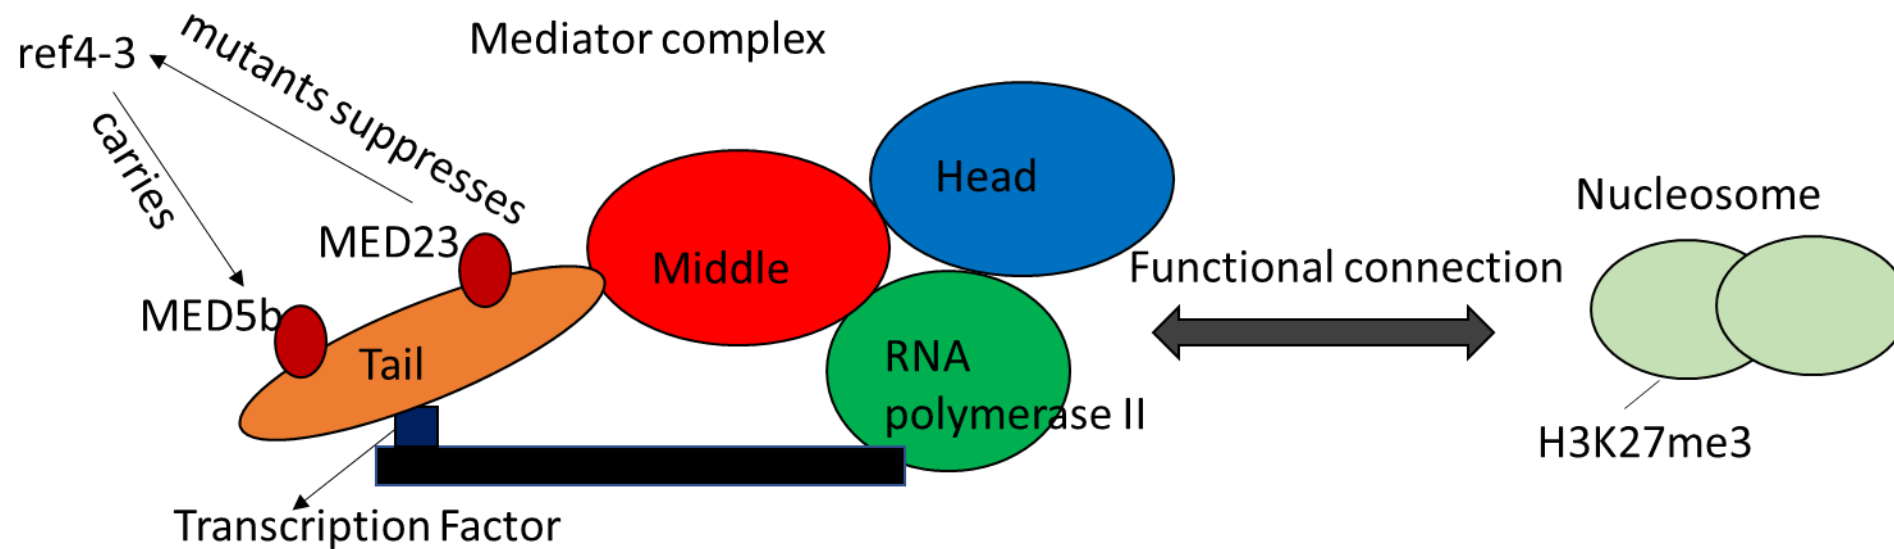 Mediator complex
ref4-3
mutants suppresses
carries
Head
Nucleosome
MED23
Middle
Functional connection
MED5b
Tail
RNA
polymerase II
H3K27me3
Transcription Factor